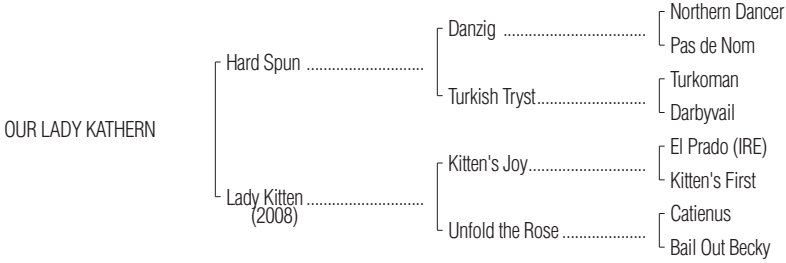 Northern Dancer
Danzig ................................
Pas de Nom
Hard Spun ..........................
Turkoman
Turkish Tryst........................
Darbyvail
OUR LADY KATHERN
El Prado (IRE)
Kitten's Joy..........................
Kitten's First
Lady Kitten ..........................
(2008)
Catienus
Unfold the Rose ...................
Bail Out Becky